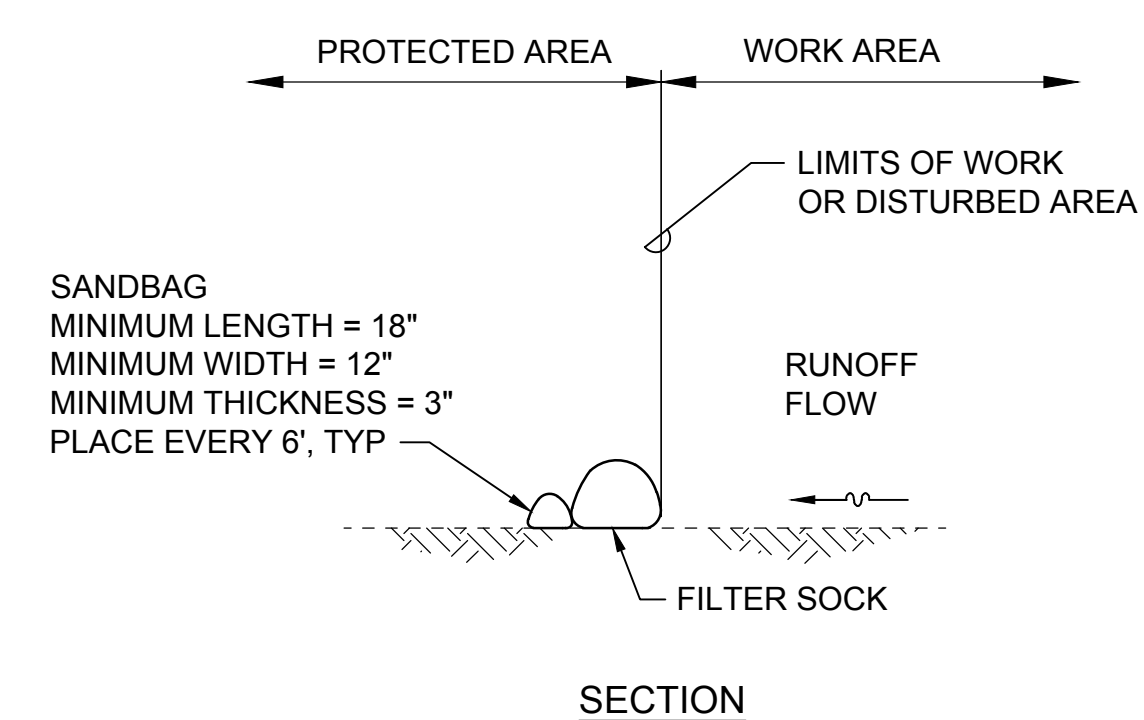 PROTECTED AREA
WORK AREA
LIMITS OF WORK
OR DISTURBED AREA
SANDBAG
MINIMUM LENGTH = 18"
MINIMUM WIDTH = 12"
MINIMUM THICKNESS = 3"
PLACE EVERY 6', TYP
RUNOFF
FLOW
FILTER SOCK
SECTION